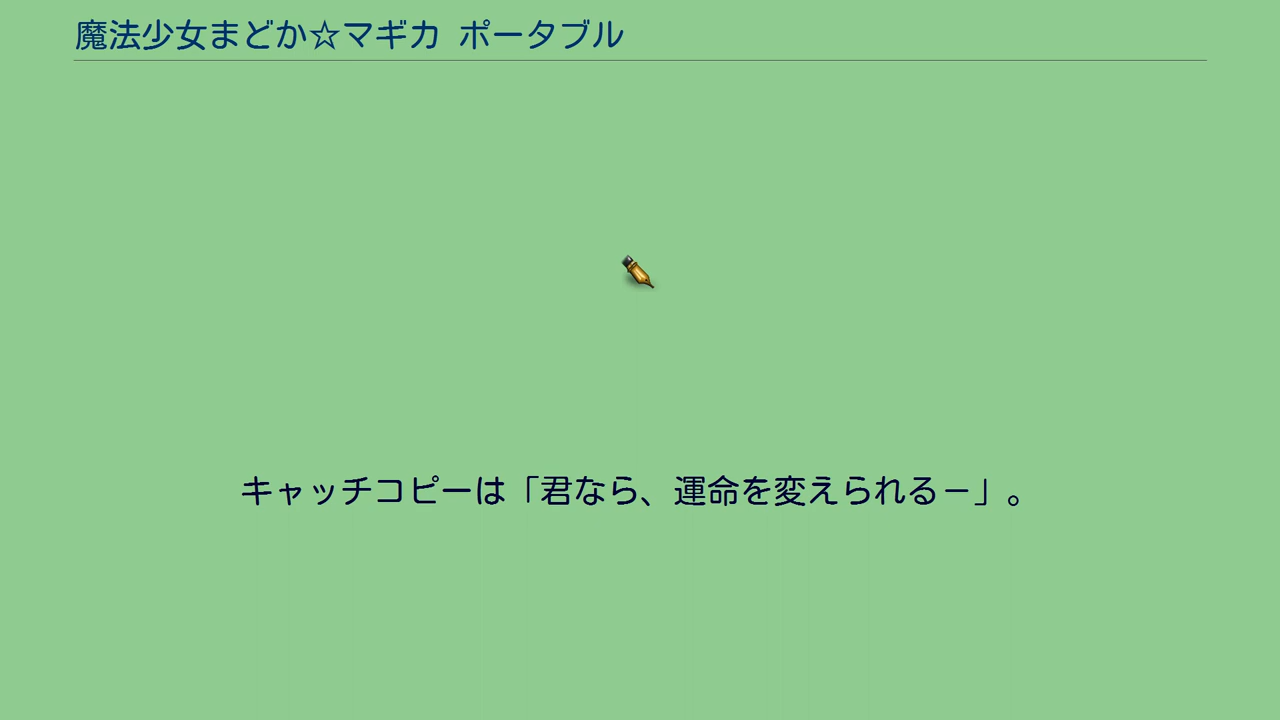 魔法少女まどか☆マギカ ポータブル
キャッチコピーは「君なら、運命を変えられる－」。